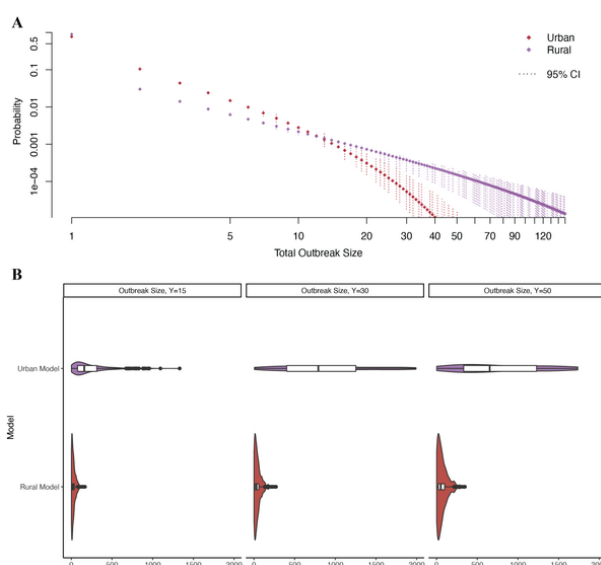 A
0.5
0.1
0.01
0.001
1e-04
Probability
Urban
Rural
95% CI
1 5 10 20 30 40 50 70 90 120
Total Outbreak Size
B
Outbreak Size, Y=15 Outbreak Size, Y=30 Outbreak Size, Y=50
Urban Model
Model
Rural Model
0 500 1000 1500 2000 0 500 1000 1500 2000 0 500 1000 1500 2000